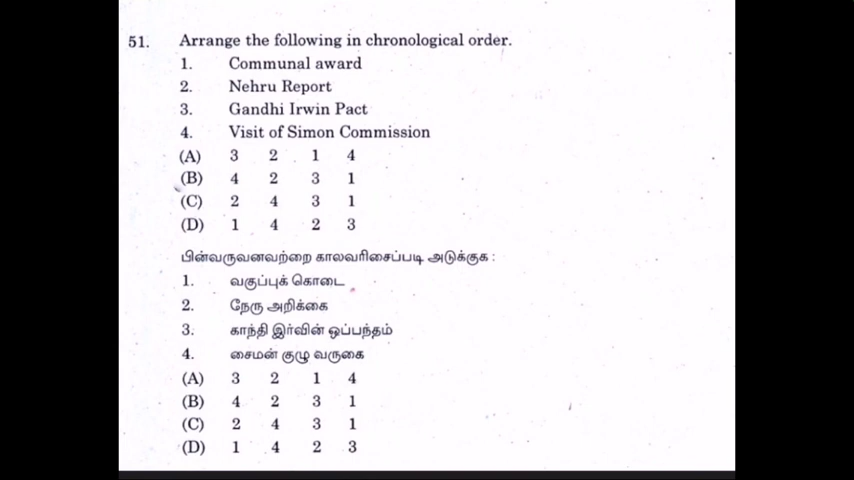 51. Arrange the following in chronological order.
1. Communal award
2. Nehru Report
3. Gandhi Irwin Pact
4. Visit of Simon Commission
(A) 3 2 1 4
(B) 4 2 3 1
(C) 2 4 3 1
(D) 1 4 2 3
பின்வருவனவற்றை காலவரிசைப்படி அடுக்குக :
1. வகுப்புக் கொடை
2. நேரு அறிக்கை
3. காந்தி இர்வின் ஒப்பந்தம்
4. சைமன் குழு வருகை
(A) 3 2 1 4
(B) 4 2 3 1
(C) 2 4 3 1
(D) 1 4 2 3